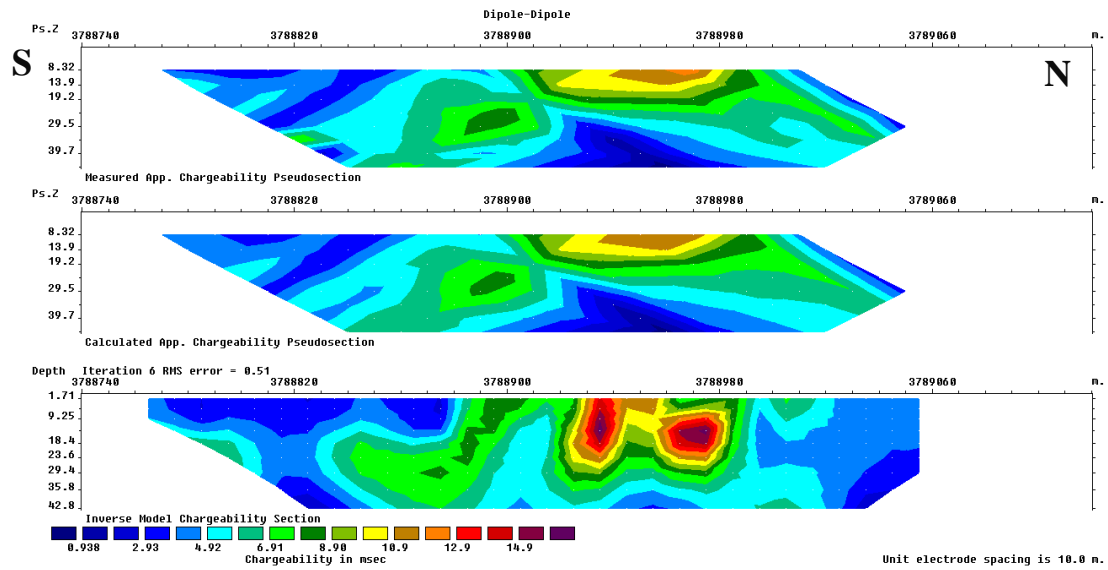 Dipole-Dipole
Ps.Z 3788740 3788820 3788900 3788980 3789060 m.
S
N
8.32
13.9
19.2
29.5
39.7
Measured App. Chargeability Pseudosection
Ps.Z 3788740 3788820 3788900 3788980 3789060 m.
8.32
13.9
19.2
29.5
39.7
Calculated App. Chargeability Pseudosection
Depth Iteration 6 RMS error = 0.51
3788740 3788820 3788900 3788980 3789060 m.
1.71
9.25
18.4
23.6
29.4
35.8
42.8
Inverse Model Chargeability Section
0.938 2.93 4.92 6.91 8.90 10.9 12.9 14.9
Chargeability in msec
Unit electrode spacing is 10.0 m.